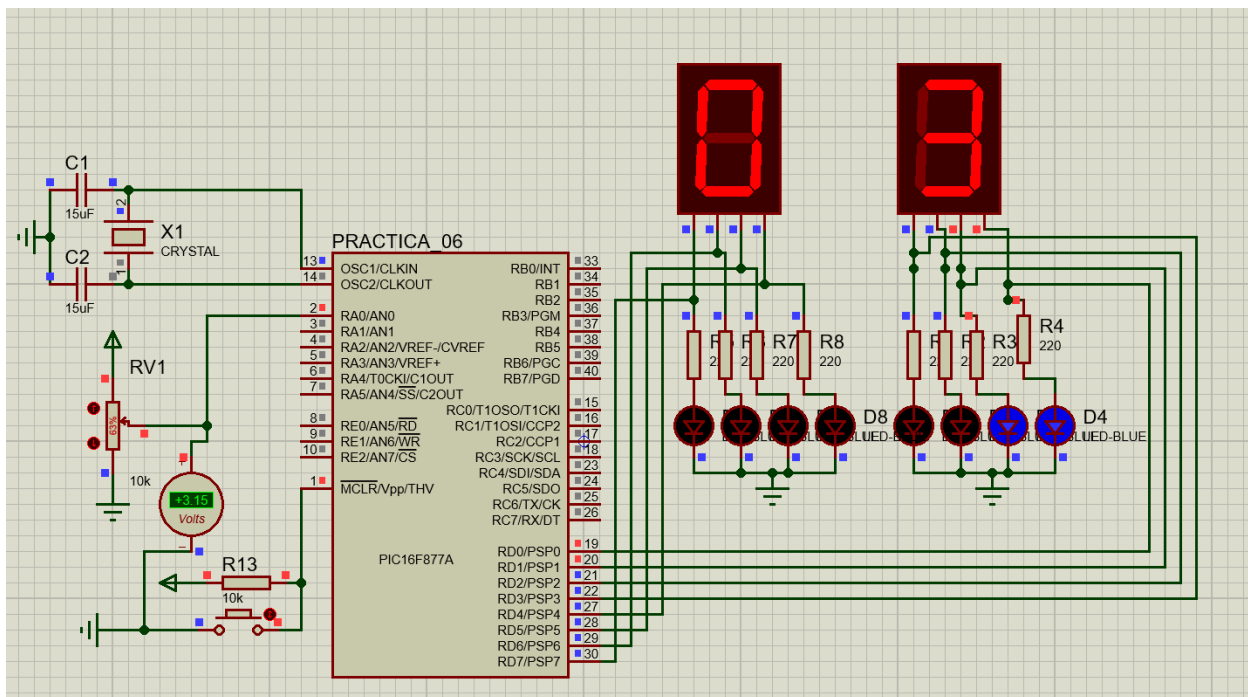 C1
15uF
2
X1
CRYSTAL
1
C2
15uF
RV1
63%
10k
+3.15
Volts
R13
10k
PRACTICA_06
13 OSC1/CLKIN
14 OSC2/CLKOUT
2 RA0/AN0
3 RA1/AN1
4 RA2/AN2/VREF-/CVREF
5 RA3/AN3/VREF+
6 RA4/T0CKI/C1OUT
7 RA5/AN4/SS/C2OUT
8 RE0/AN5/RD
9 RE1/AN6/WR
10 RE2/AN7/CS
1 MCLR/Vpp/THV
PIC16F877A
RB0/INT 33
RB1 34
RB2 35
RB3/PGM 36
RB4 37
RB5 38
RB6/PGC 39
RB7/PGD 40
RC0/T1OSO/T1CKI 15
RC1/T1OSI/CCP2 16
RC2/CCP1 17
RC3/SCK/SCL 18
RC4/SDI/SDA 23
RC5/SDO 24
RC6/TX/CK 25
RC7/RX/DT 26
RD0/PSP0 19
RD1/PSP1 20
RD2/PSP2 21
RD3/PSP3 22
RD4/PSP4 27
RD5/PSP5 28
RD6/PSP6 29
RD7/PSP7 30
0
3
R7
R8
220
R3
220
R4
220
D8
D4
LED-BLUE